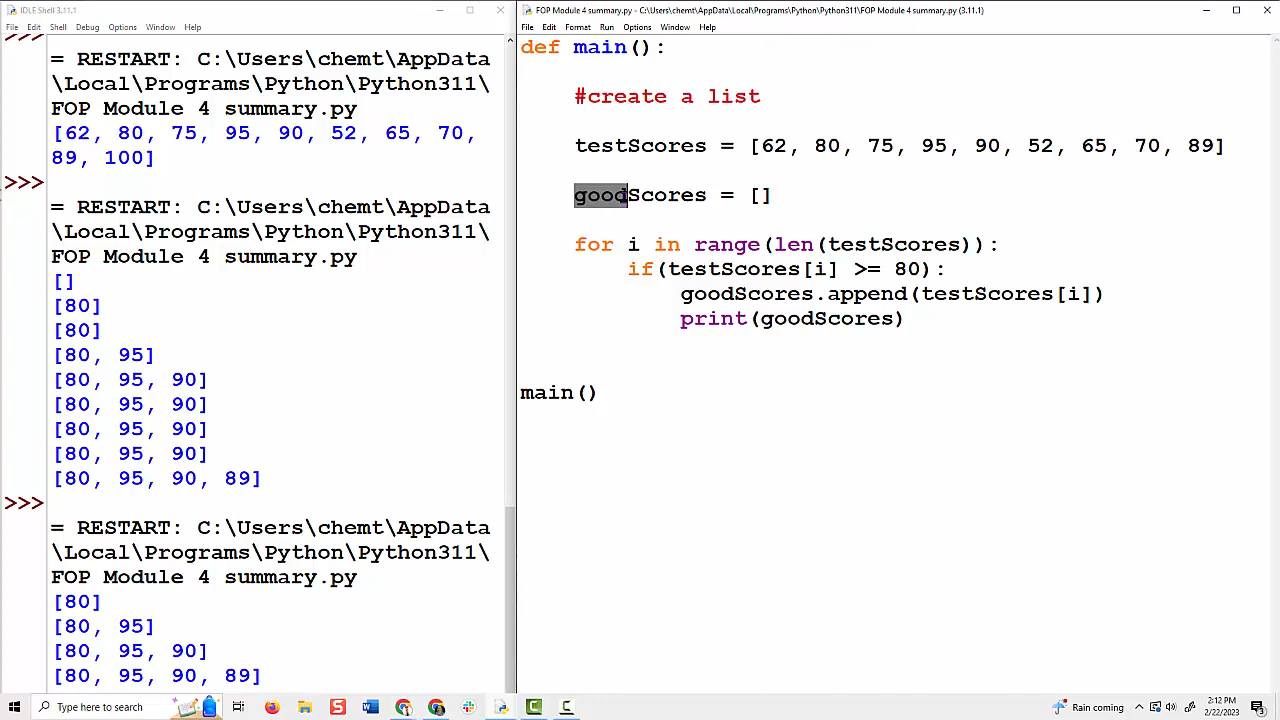 IDLE Shell 3.11.1
File Edit Shell Debug Options Window Help
>>>
= RESTART: C:\Users\chemt\AppData
\Local\Programs\Python\Python311\
FOP Module 4 summary.py
[62, 80, 75, 95, 90, 52, 65, 70,
89, 100]
>>>
= RESTART: C:\Users\chemt\AppData
\Local\Programs\Python\Python311\
FOP Module 4 summary.py
[]
[80]
[80]
[80, 95]
[80, 95, 90]
[80, 95, 90]
[80, 95, 90]
[80, 95, 90]
[80, 95, 90, 89]
>>>
= RESTART: C:\Users\chemt\AppData
\Local\Programs\Python\Python311\
FOP Module 4 summary.py
[80]
[80, 95]
[80, 95, 90]
[80, 95, 90, 89]
FOP Module 4 summary.py - C:\Users\chemt\AppData\Local\Programs\Python\Python311\FOP Module 4 summary.py (3.11.1)
File Edit Format Run Options Window Help
def main():
#create a list
testScores = [62, 80, 75, 95, 90, 52, 65, 70, 89]
goodScores = []
for i in range(len(testScores)):
if(testScores[i] >= 80):
goodScores.append(testScores[i])
print(goodScores)
main()
Type here to search
Rain coming
2:12 PM
2/22/2023